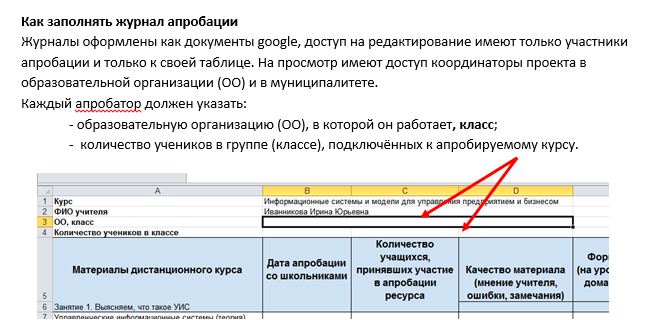 Как заполнять журнал апробации
Журналы оформлены как документы google, доступ на редактирование имеют только участники
апробации и только к своей таблице. На просмотр имеют доступ координаторы проекта в
образовательной организации (ОО) и в муниципалитете.
Каждый апробатор должен указать:
- образовательную организацию (ОО), в которой он работает, класс;
- количество учеников в группе (классе), подключённых к апробируемому курсу.
A B C D
1 Курс Информационные системы и модели для управления предприятием и бизнесом
2 ФИО учителя Иванникова Ирина Юрьевна
3 ОО, класс
4 Количество учеников в классе
5 Материалы дистанционного курса
Дата апробации
со школьниками
Количество
учащихся,
принявших участие
в апробации
ресурса
Качество материала
(мнение учителя,
ошибки, замечания)
Фор
(на уро
дома
6 Занятие 1. Выясняем, что такое УИС
7 Управленческие информационные системы (теория)